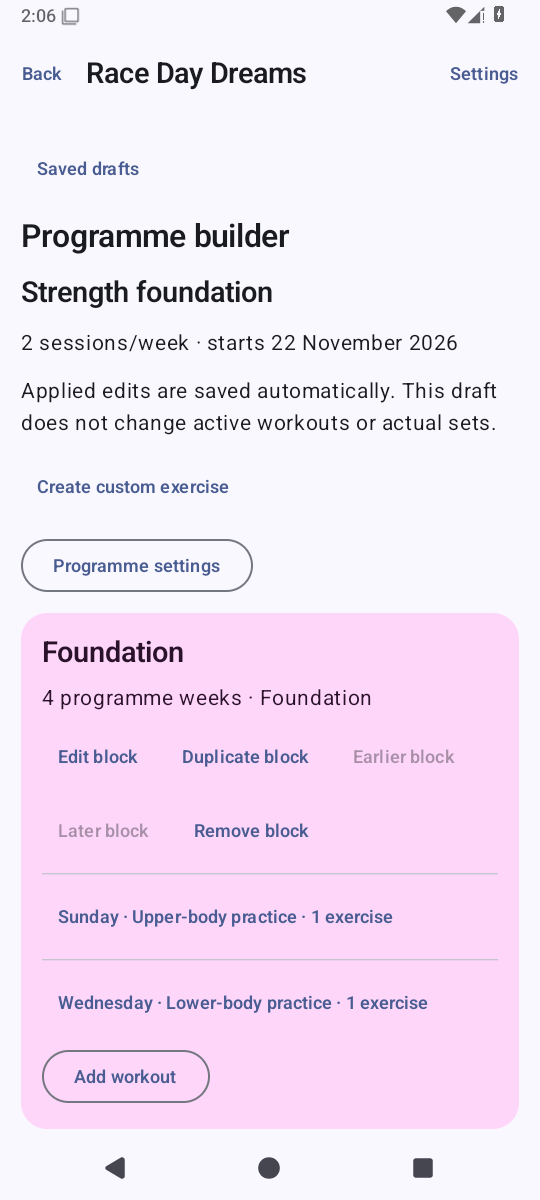 2:06
Back Race Day Dreams Settings
Saved drafts
Programme builder
Strength foundation
2 sessions/week · starts 22 November 2026
Applied edits are saved automatically. This draft
does not change active workouts or actual sets.
Create custom exercise
Programme settings
Foundation
4 programme weeks · Foundation
Edit block Duplicate block Earlier block
Later block Remove block
Sunday · Upper-body practice · 1 exercise
Wednesday · Lower-body practice · 1 exercise
Add workout